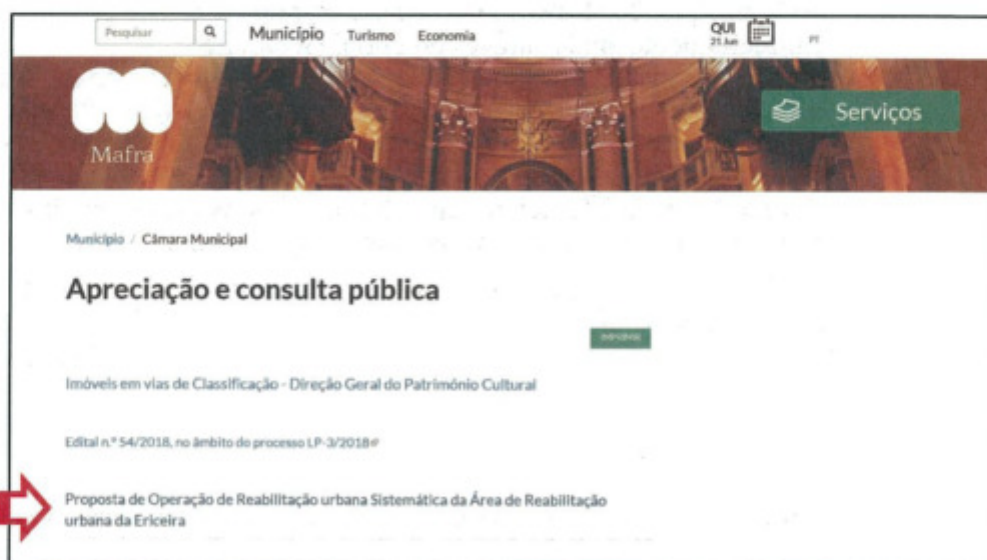 Pesquisar Município Turismo Economia QUI PT
21 Jun
Serviços
Mafra
Município / Câmara Municipal
Apreciação e consulta pública
Imóveis em vias de Classificação - Direção Geral do Património Cultural
Edital n.º 54/2018, no âmbito do processo LP-3/2018
Proposta de Operação de Reabilitação urbana Sistemática da Área de Reabilitação
urbana da Ericeira